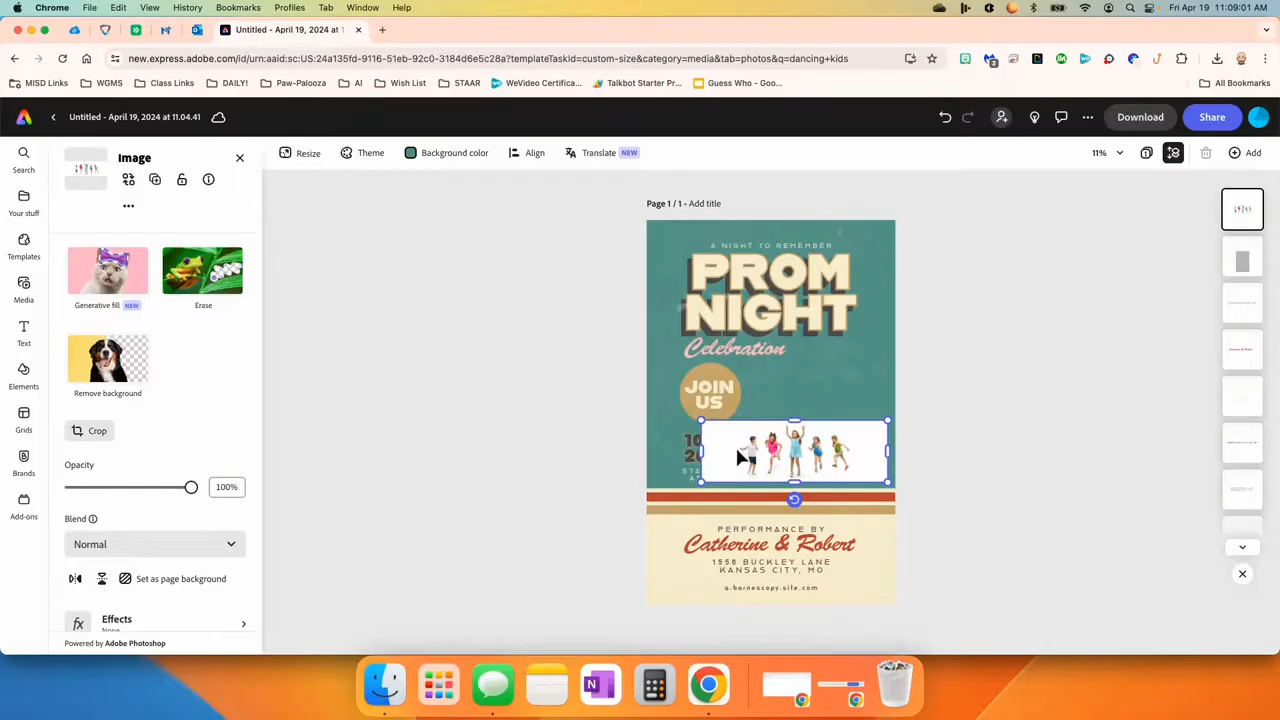 Chrome File Edit View History Bookmarks Profiles Tab Window Help Fri Apr 19 11:09:01 AM
Untitled - April 19, 2024 at 1
new.express.adobe.com/id/urn:aaid:sc:US:24a135fd-9116-51eb-92c0-3184d6f2c28a?templateTaskId=custom-size&category=media&tab=photos&q=dancing+kids
MISD Links WGMS Class Links DAILY! Paw-Palooza AI Wish List STAAR WeVideo Certifica... Talkbot Starter Pr... Guess Who - Goo... All Bookmarks
Untitled - April 19, 2024 at 11.04.41 Download Share
Image Resize Theme Background color Align Translate NEW 11% Add
Search
Your stuff
Templates
Media
Text
Elements
Grids
Brands
Add-ons
Generative fill NEW Erase
Remove background
Crop
Opacity
100%
Blend
Normal
Set as page background
fx Effects
None
Powered by Adobe Photoshop
Page 1 / 1 - Add title
A NIGHT TO REMEMBER
PROM
NIGHT
Celebration
JOIN
US
PERFORMANCE BY
Catherine & Robert
1556 BUCKLEY LANE
KANSAS CITY, MO
a.barnescopy.site.com